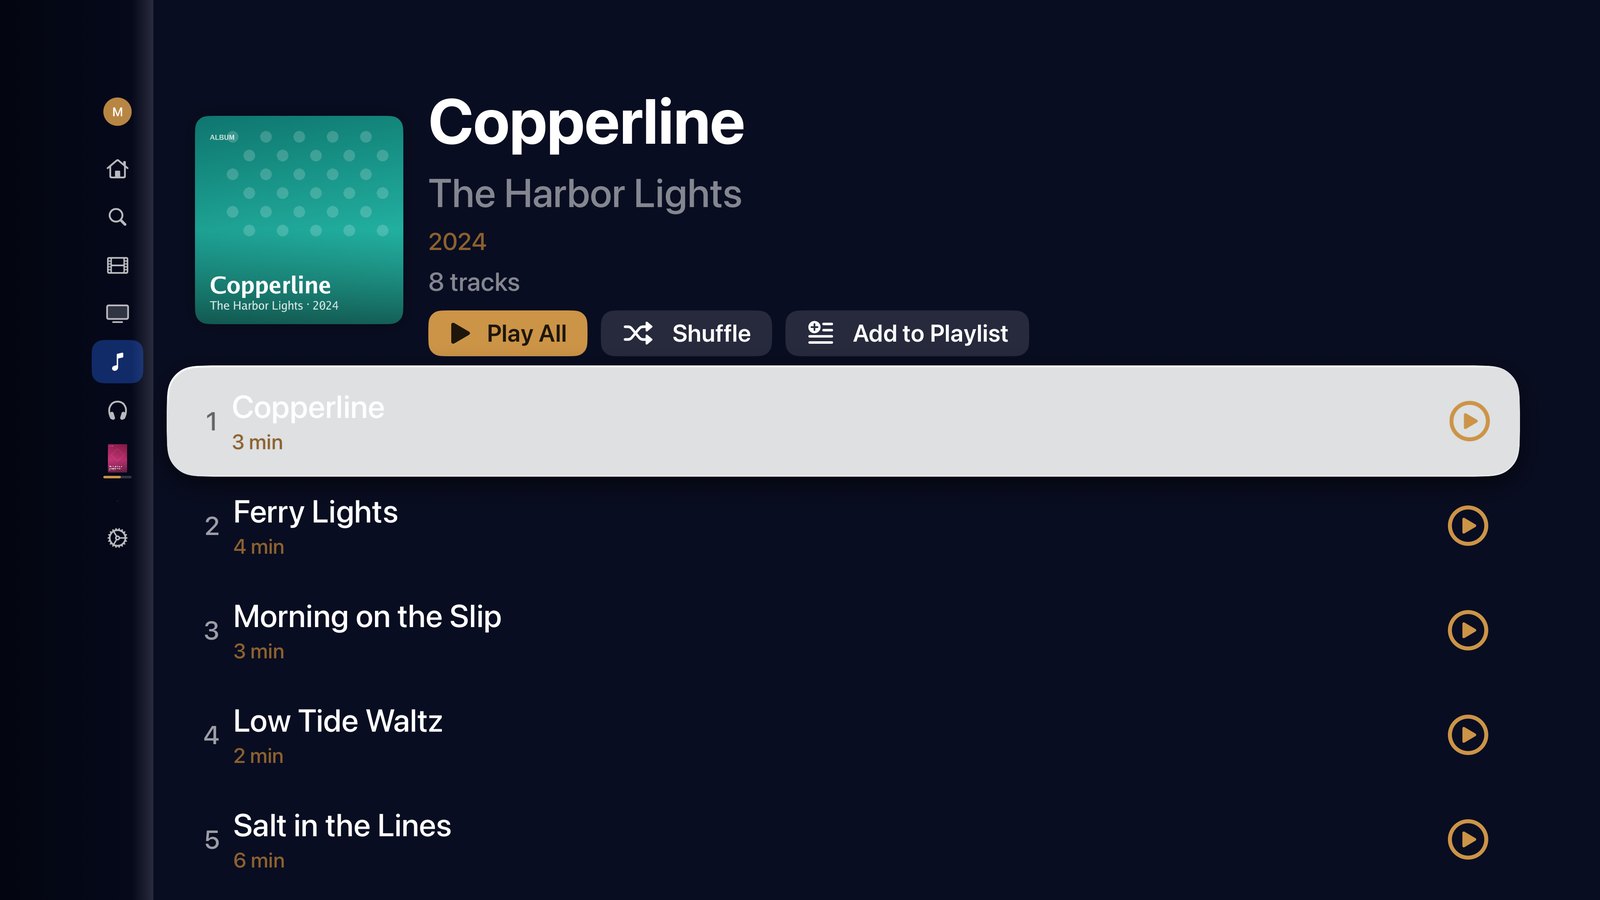 M
ALBUM
Copperline
The Harbor Lights · 2024
Copperline
The Harbor Lights
2024
8 tracks
Play All
Shuffle
Add to Playlist
1
Copperline
3 min
2
Ferry Lights
4 min
3
Morning on the Slip
3 min
4
Low Tide Waltz
2 min
5
Salt in the Lines
6 min